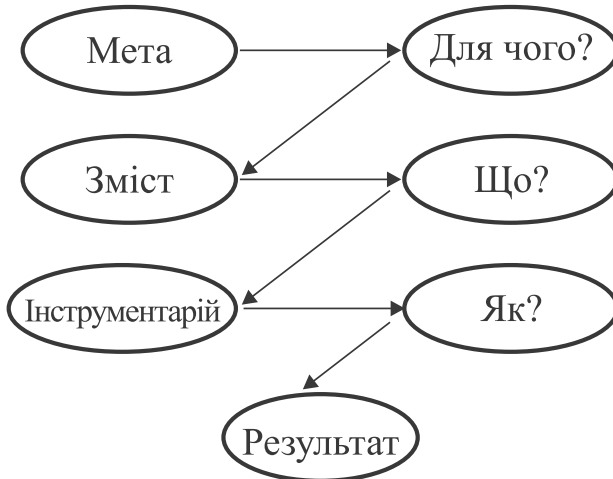 Мета
Для чого?
Зміст
Що?
Інструментарій
Як?
Результат